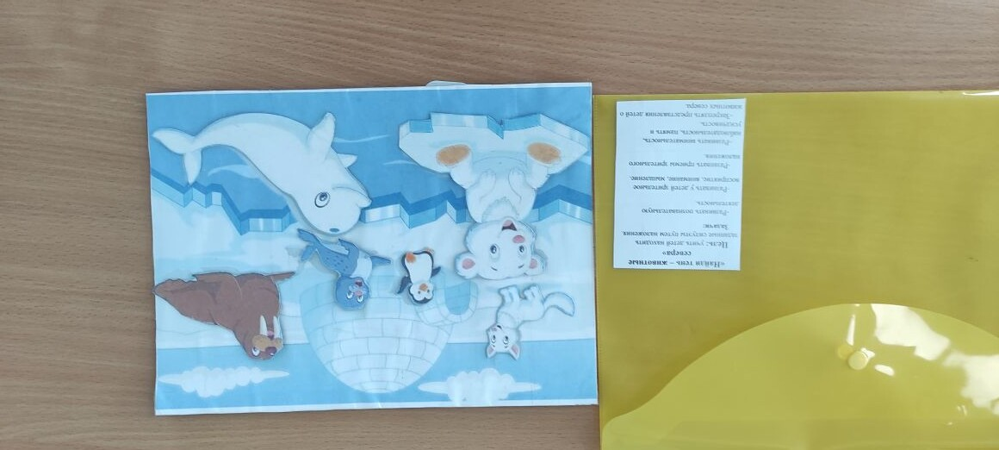 «Найди тень – животные
севера»
Цель: учить детей находить
заданные силуэты путем наложения.
Задачи:
-Развивать познавательную
деятельность.
-Развивать у детей зрительное
восприятие, внимание, мышление.
-Развивать приемы зрительного
наложения.
-Развивать внимательность,
наблюдательность, память и
усидчивость.
-Закреплять представления детей о
животных севера.